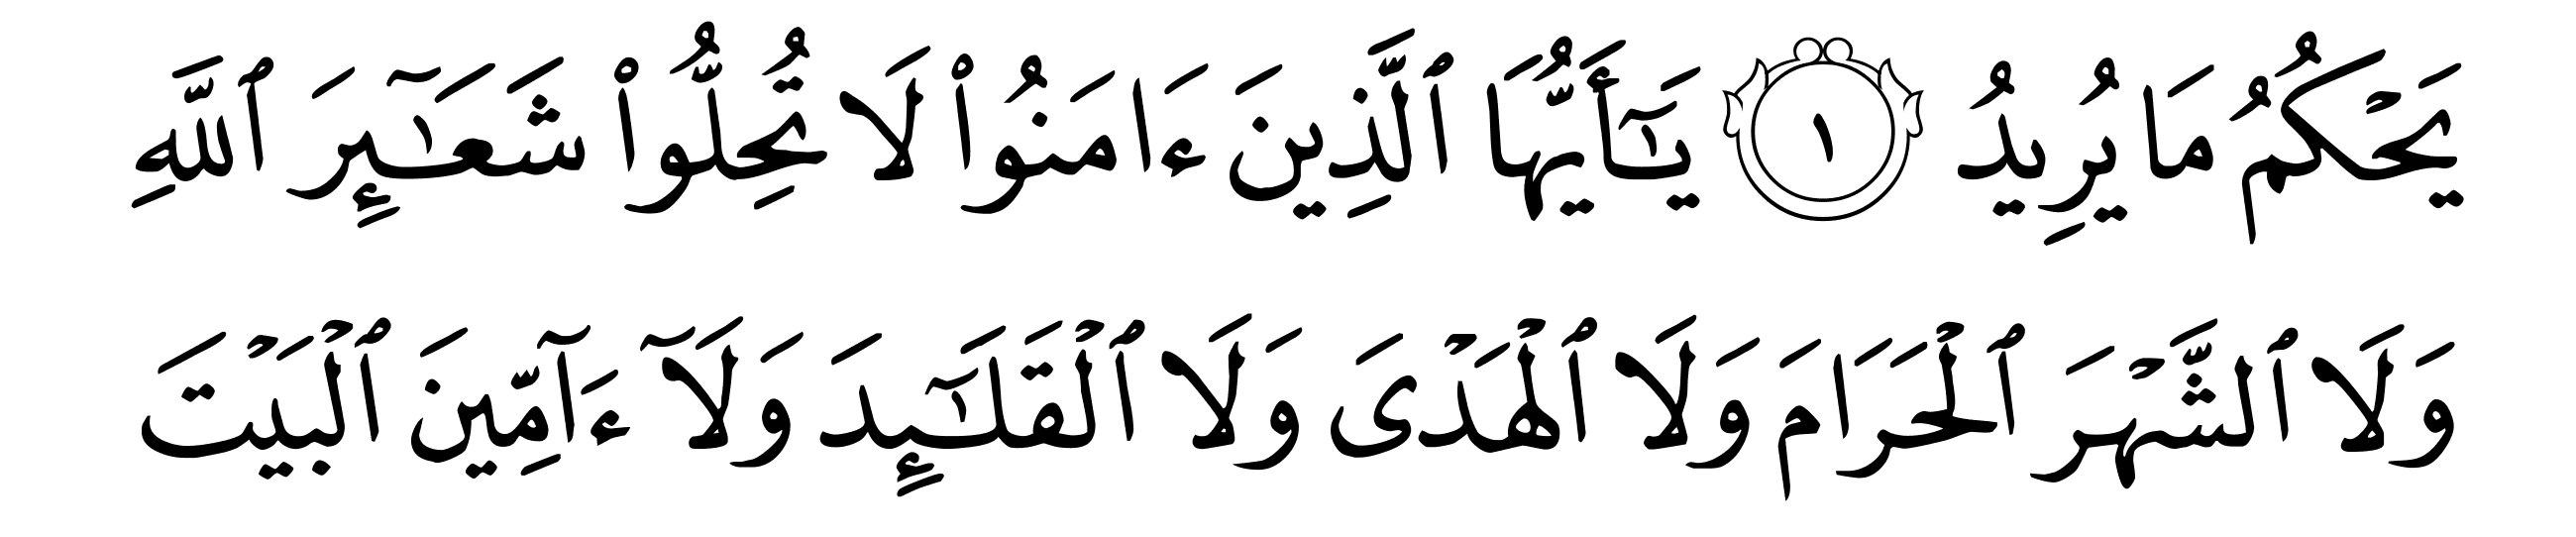 يَحْكُمُ مَا يُرِيدُ ١ يَـٰٓأَيُّهَا ٱلَّذِينَ ءَامَنُوا۟ لَا تُحِلُّوا۟ شَعَـٰٓئِرَ ٱللَّهِ
وَلَا ٱلشَّهْرَ ٱلْحَرَامَ وَلَا ٱلْهَدْىَ وَلَا ٱلْقَلَـٰٓئِدَ وَلَآ ءَآمِّينَ ٱلْبَيْتَ